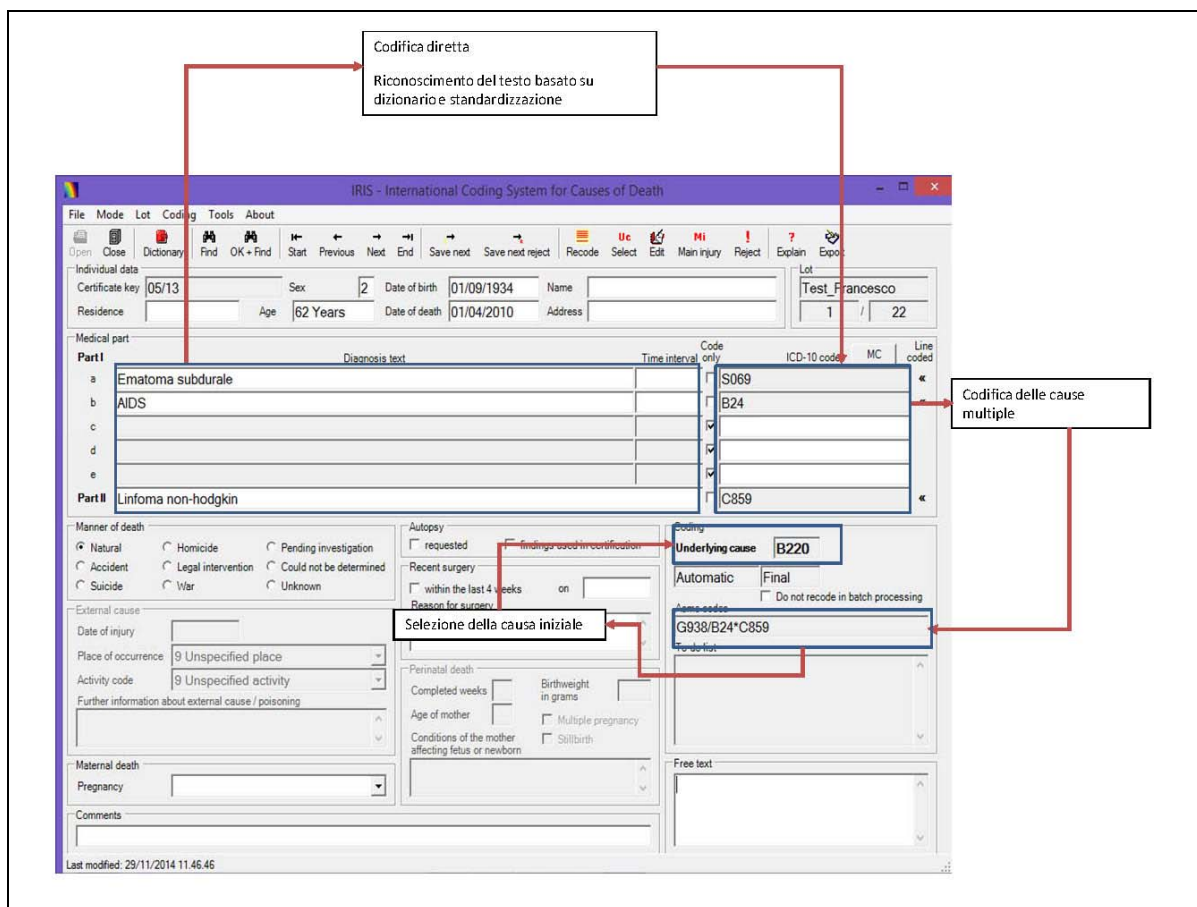 Codifica diretta
Riconoscimento del testo basato su
dizionario e standardizzazione
IRIS - International Coding System for Causes of Death
File Mode Lot Coding Tools About
Open Close Dictionary Find OK + Find Start Previous Next End Save next Save next reject Recode Select Edit Main injury Reject Explain Export
Individual data
Certificate key 05/13 Sex 2 Date of birth 01/09/1934 Name
Residence Age 62 Years Date of death 01/04/2010 Address
Lot
Test_Francesco
1 / 22
Medical part
Part I Diagnosis text Time interval Code only ICD-10 code MC Line coded
a Ematoma subdurale S069 «
b AIDS B24
c
d
e
Part II Linfoma non-hodgkin C859 «
Codifica delle cause
multiple
Manner of death
Natural Homicide Pending investigation
Accident Legal intervention Could not be determined
Suicide War Unknown
External cause
Date of injury
Place of occurrence 9 Unspecified place
Activity code 9 Unspecified activity
Further information about external cause / poisoning
Maternal death
Pregnancy
Autopsy
requested findings used in certification
Recent surgery
within the last 4 weeks on
Reason for surgery
Selezione della causa iniziale
Perinatal death
Completed weeks Birthweight
in grams
Age of mother Multiple pregnancy
Conditions of the mother Stillbirth
affecting fetus or newborn
Coding
Underlying cause B220
Automatic Final
Do not recode in batch processing
Acme codes
G938/B24*C859
To do list
Free text
Comments
Last modified: 29/11/2014 11.46.46